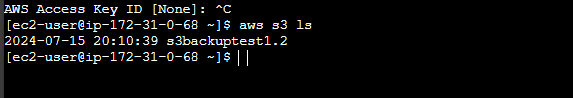 AWS Access Key ID [None]: ^C
[ec2-user@ip-172-31-0-68 ~]$ aws s3 ls
2024-07-15 20:10:39 s3backuptest1.2
[ec2-user@ip-172-31-0-68 ~]$